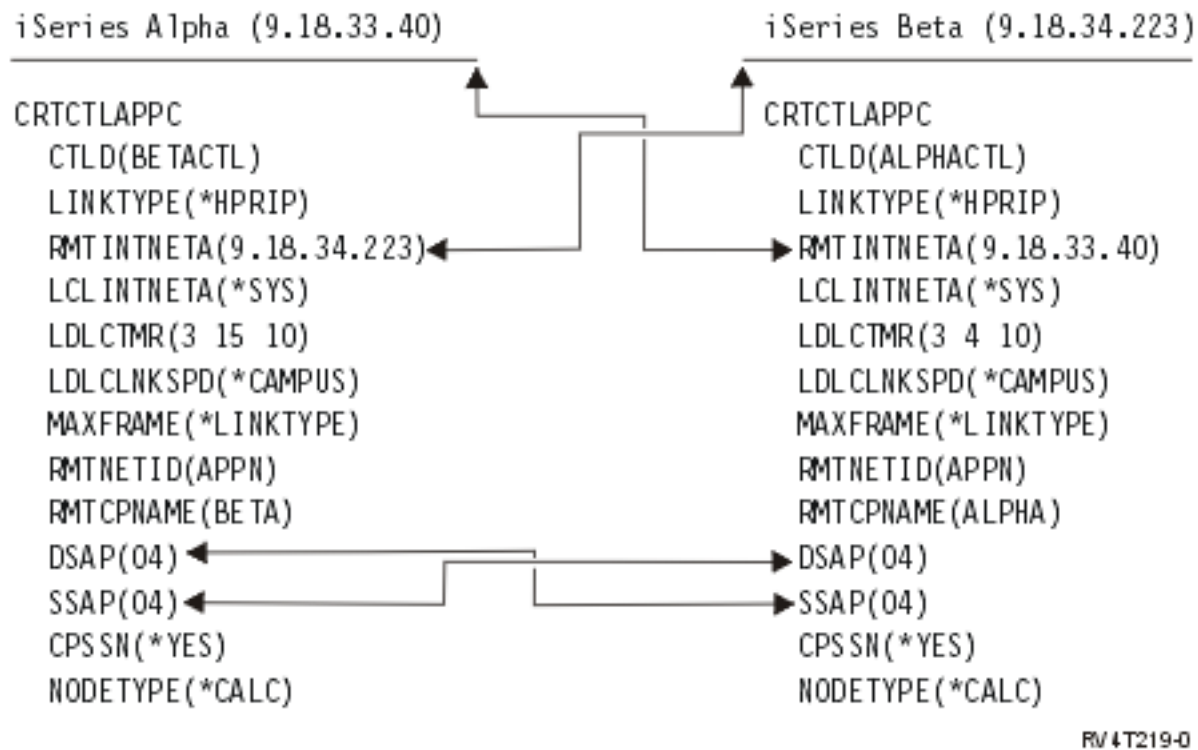 iSeries Alpha (9.18.33.40)
CRTCTLAPPC
CTLD(BETACTL)
LINKTYPE(*HPRIP)
RMTINTNETA(9.18.34.223)
LCLINTNETA(*SYS)
LDLCTMR(3 15 10)
LDLCLNKSPD(*CAMPUS)
MAXFRAME(*LINKTYPE)
RMTNETID(APPN)
RMTCPNAME(BETA)
DSAP(04)
SSAP(04)
CPSSN(*YES)
NODETYPE(*CALC)
iSeries Beta (9.18.34.223)
CRTCTLAPPC
CTLD(ALPHACTL)
LINKTYPE(*HPRIP)
RMTINTNETA(9.18.33.40)
LCLINTNETA(*SYS)
LDLCTMR(3 4 10)
LDLCLNKSPD(*CAMPUS)
MAXFRAME(*LINKTYPE)
RMTNETID(APPN)
RMTCPNAME(ALPHA)
DSAP(04)
SSAP(04)
CPSSN(*YES)
NODETYPE(*CALC)
RV4T219-0